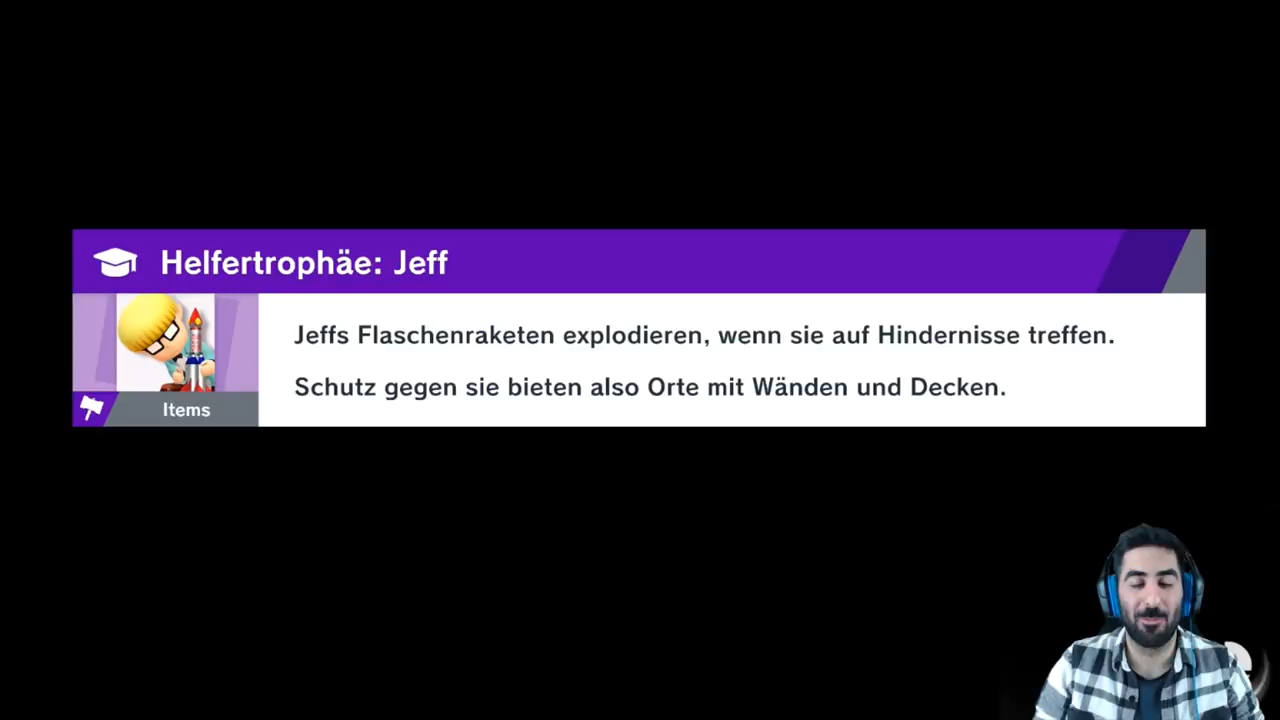 Helfertrophäe: Jeff
Jeffs Flaschenraketen explodieren, wenn sie auf Hindernisse treffen.
Schutz gegen sie bieten also Orte mit Wänden und Decken.
Items